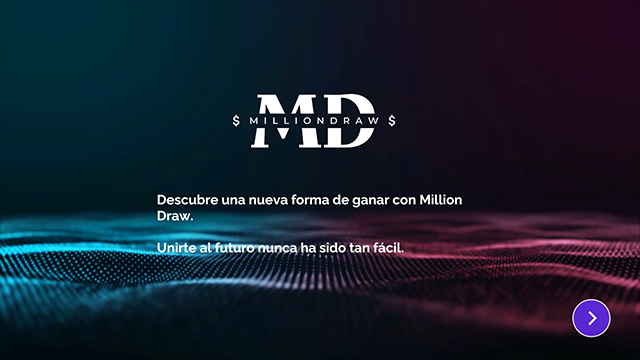 MD
$ MILLIONDRAW $
Descubre una nueva forma de ganar con Million
Draw.
Unirte al futuro nunca ha sido tan fácil.